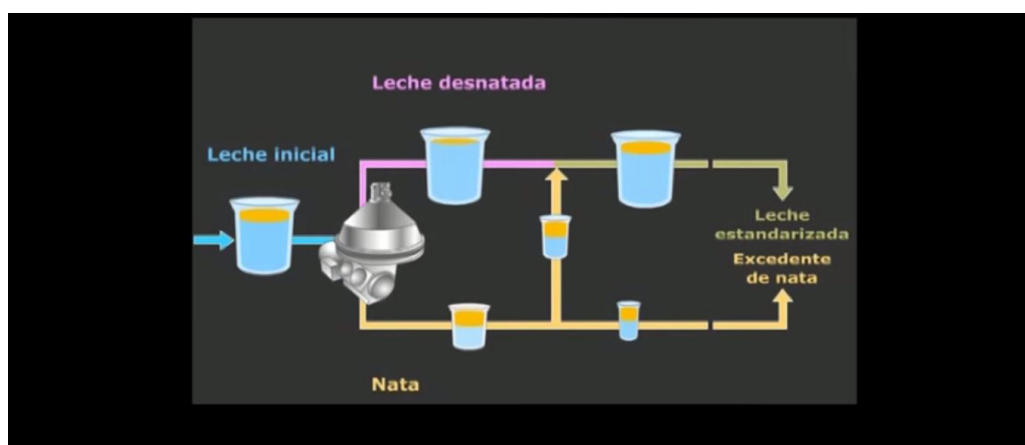 Leche desnatada
Leche inicial
Leche
estandarizada
Excedente
de nata
Nata